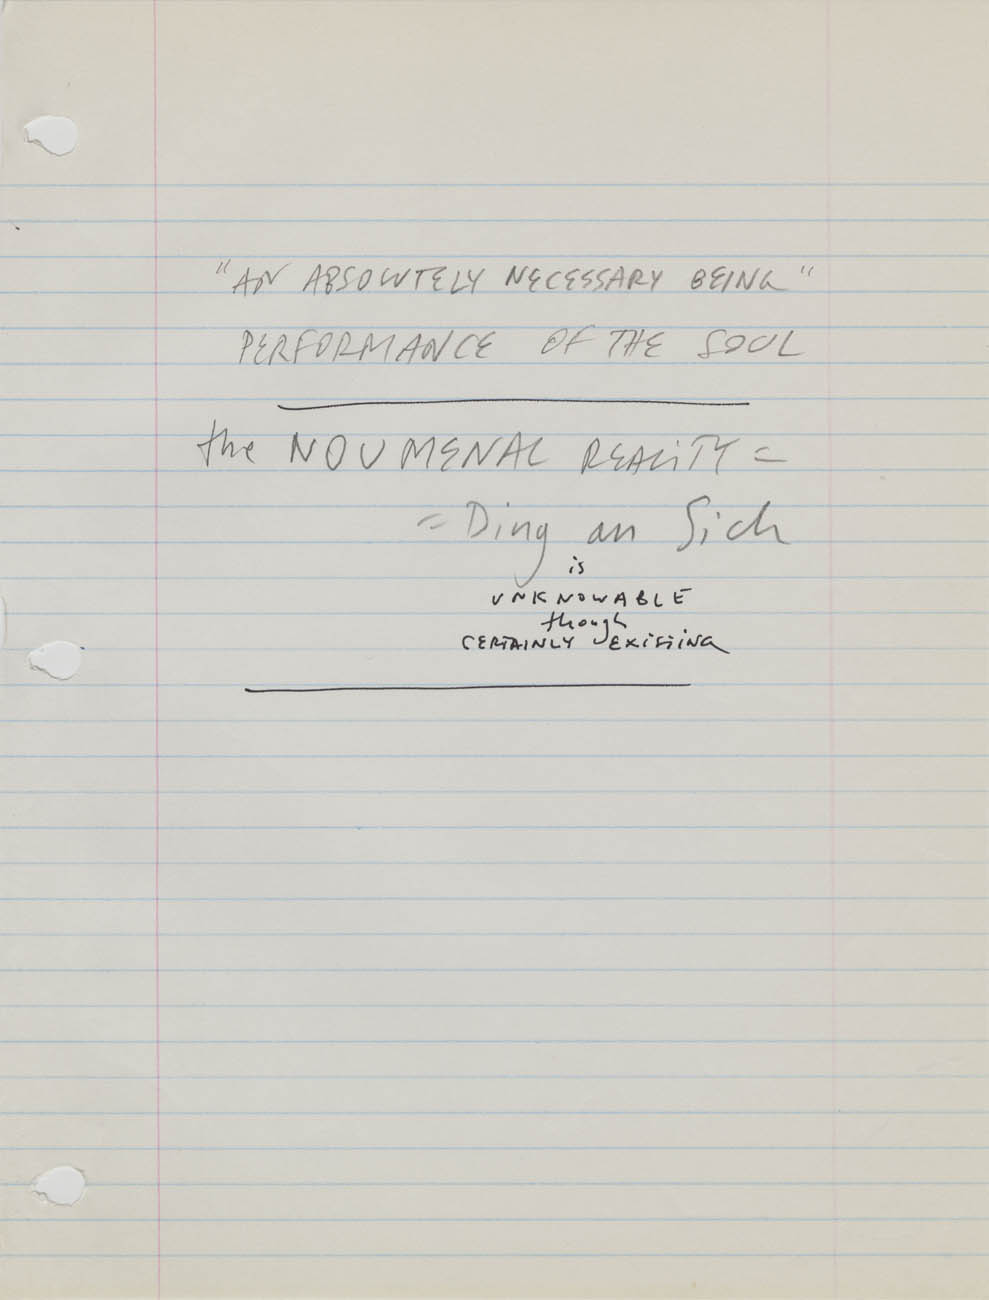 "AN ABSOLUTELY NECESSARY BEING"
PERFORMANCE OF THE SOUL
the NOUMENAL REALITY =
= Ding an Sich
is
UNKNOWABLE
though
CERTAINLY EXISTING